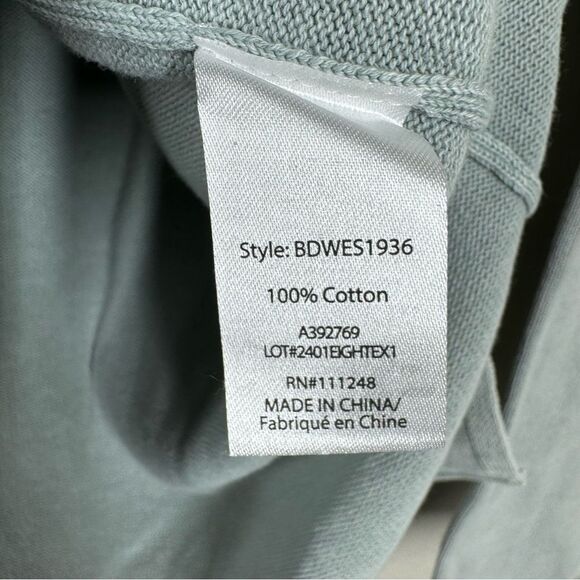 Style: BDWES1936
100% Cotton
A392769
LOT#2401EIGHTEX1
RN#111248
MADE IN CHINA/
Fabriqué en Chine